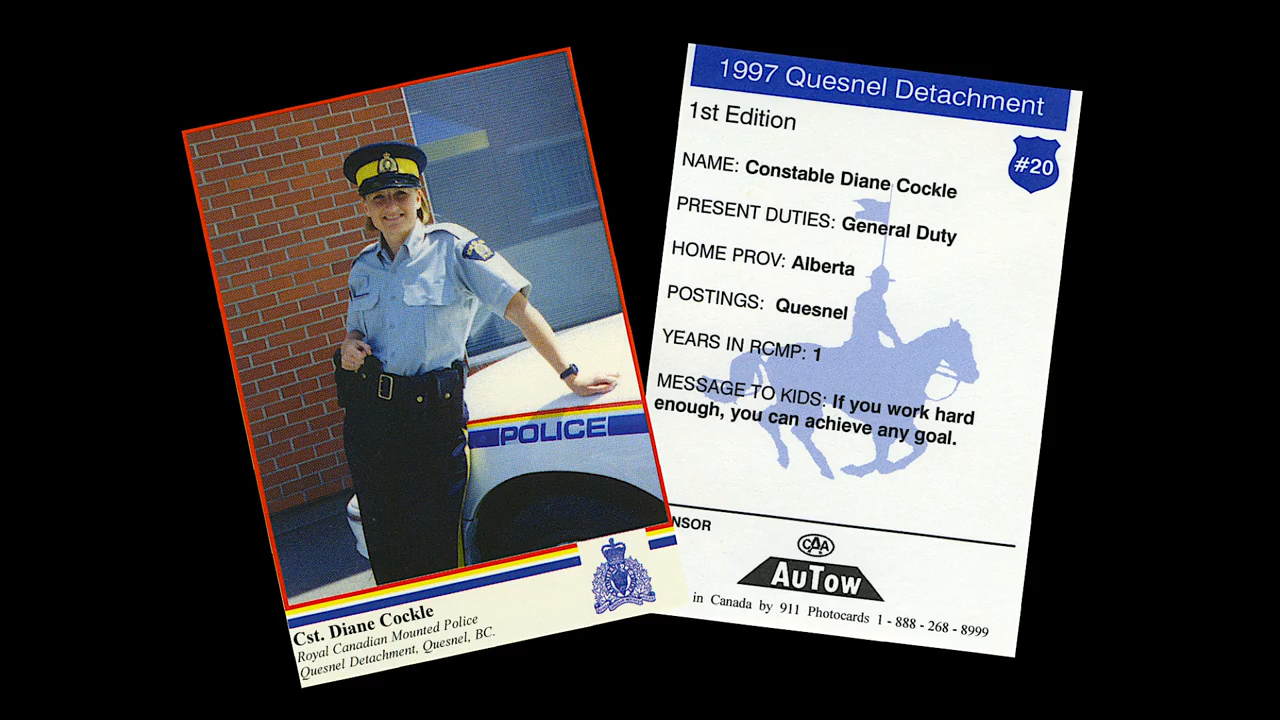 POLICE
Cst. Diane Cockle
Royal Canadian Mounted Police
Quesnel Detachment, Quesnel, BC.
1997 Quesnel Detachment
1st Edition
#20
NAME: Constable Diane Cockle
PRESENT DUTIES: General Duty
HOME PROV: Alberta
POSTINGS: Quesnel
YEARS IN RCMP: 1
MESSAGE TO KIDS: If you work hard
enough, you can achieve any goal.
NSOR
CAA
AuTow
in Canada by 911 Photocards 1 - 888 - 268 - 8999